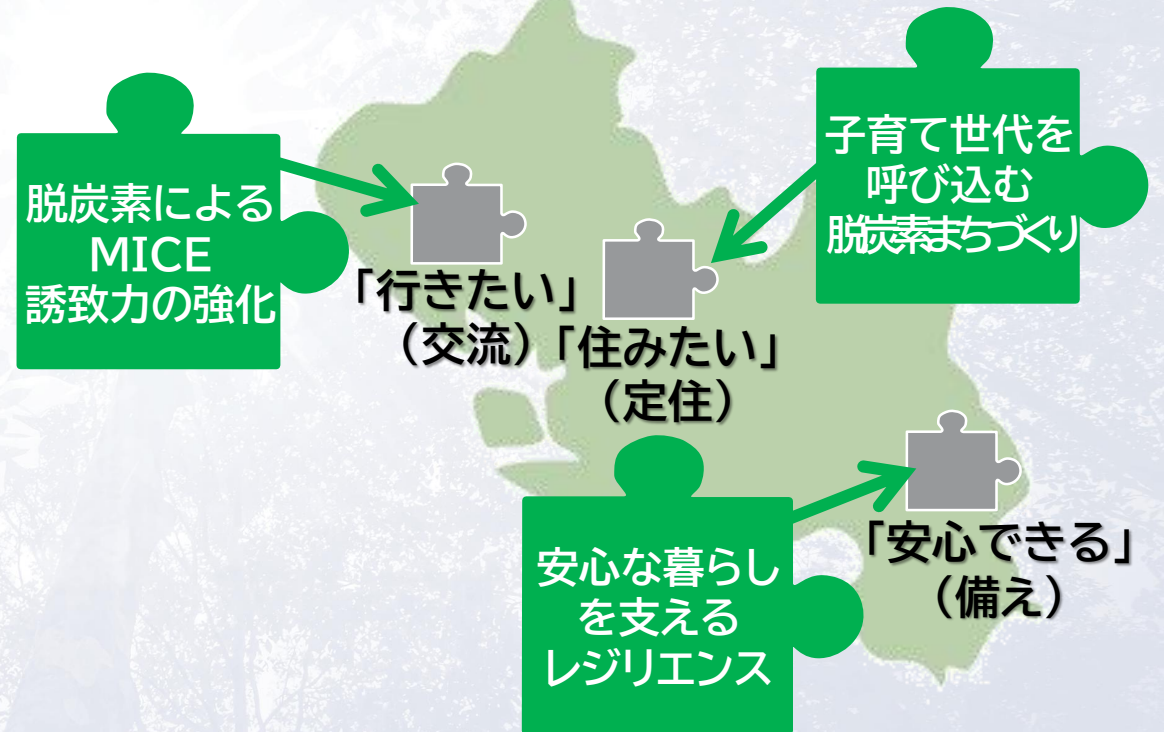 脱炭素による
MICE
誘致力の強化
「行きたい」
（交流）
子育て世代を
呼び込む
脱炭素まちづくり
「住みたい」
（定住）
安心な暮らし
を支える
レジリエンス
「安心できる」
（備え）